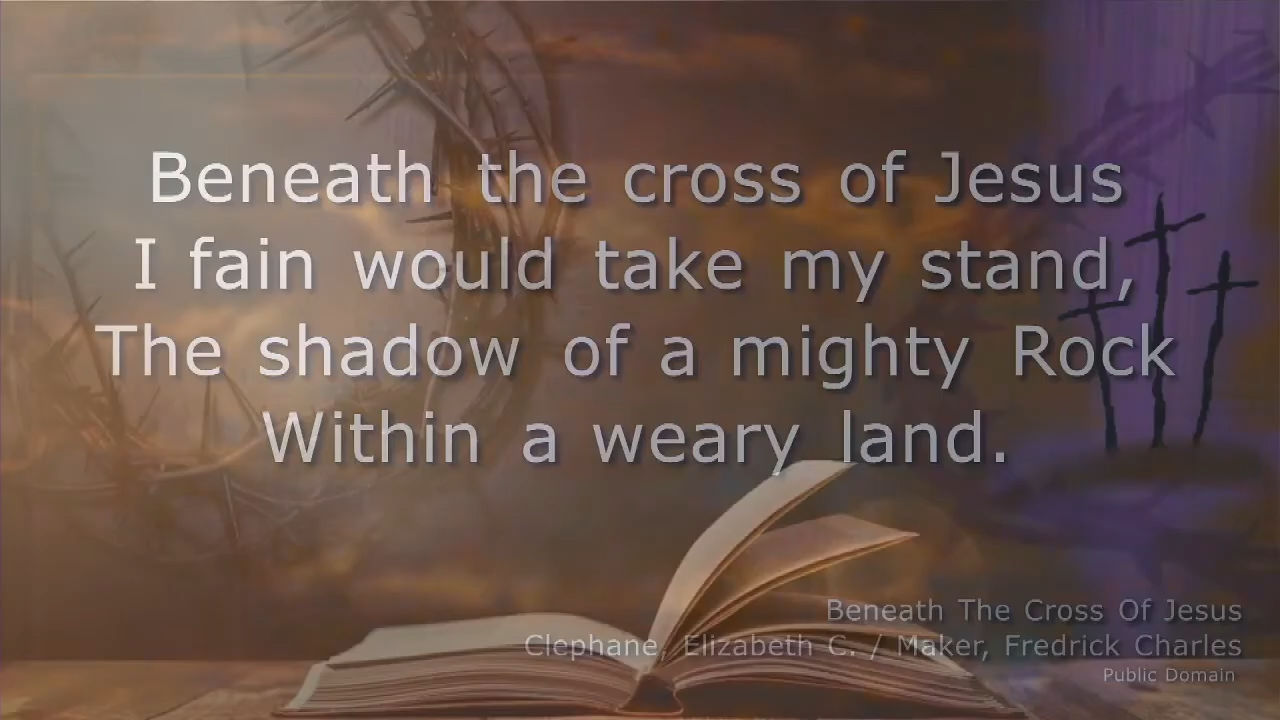 Beneath the cross of Jesus
I fain would take my stand,
The shadow of a mighty Rock
Within a weary land.
Beneath The Cross Of Jesus
Clephane, Elizabeth C. / Maker, Fredrick Charles
Public Domain